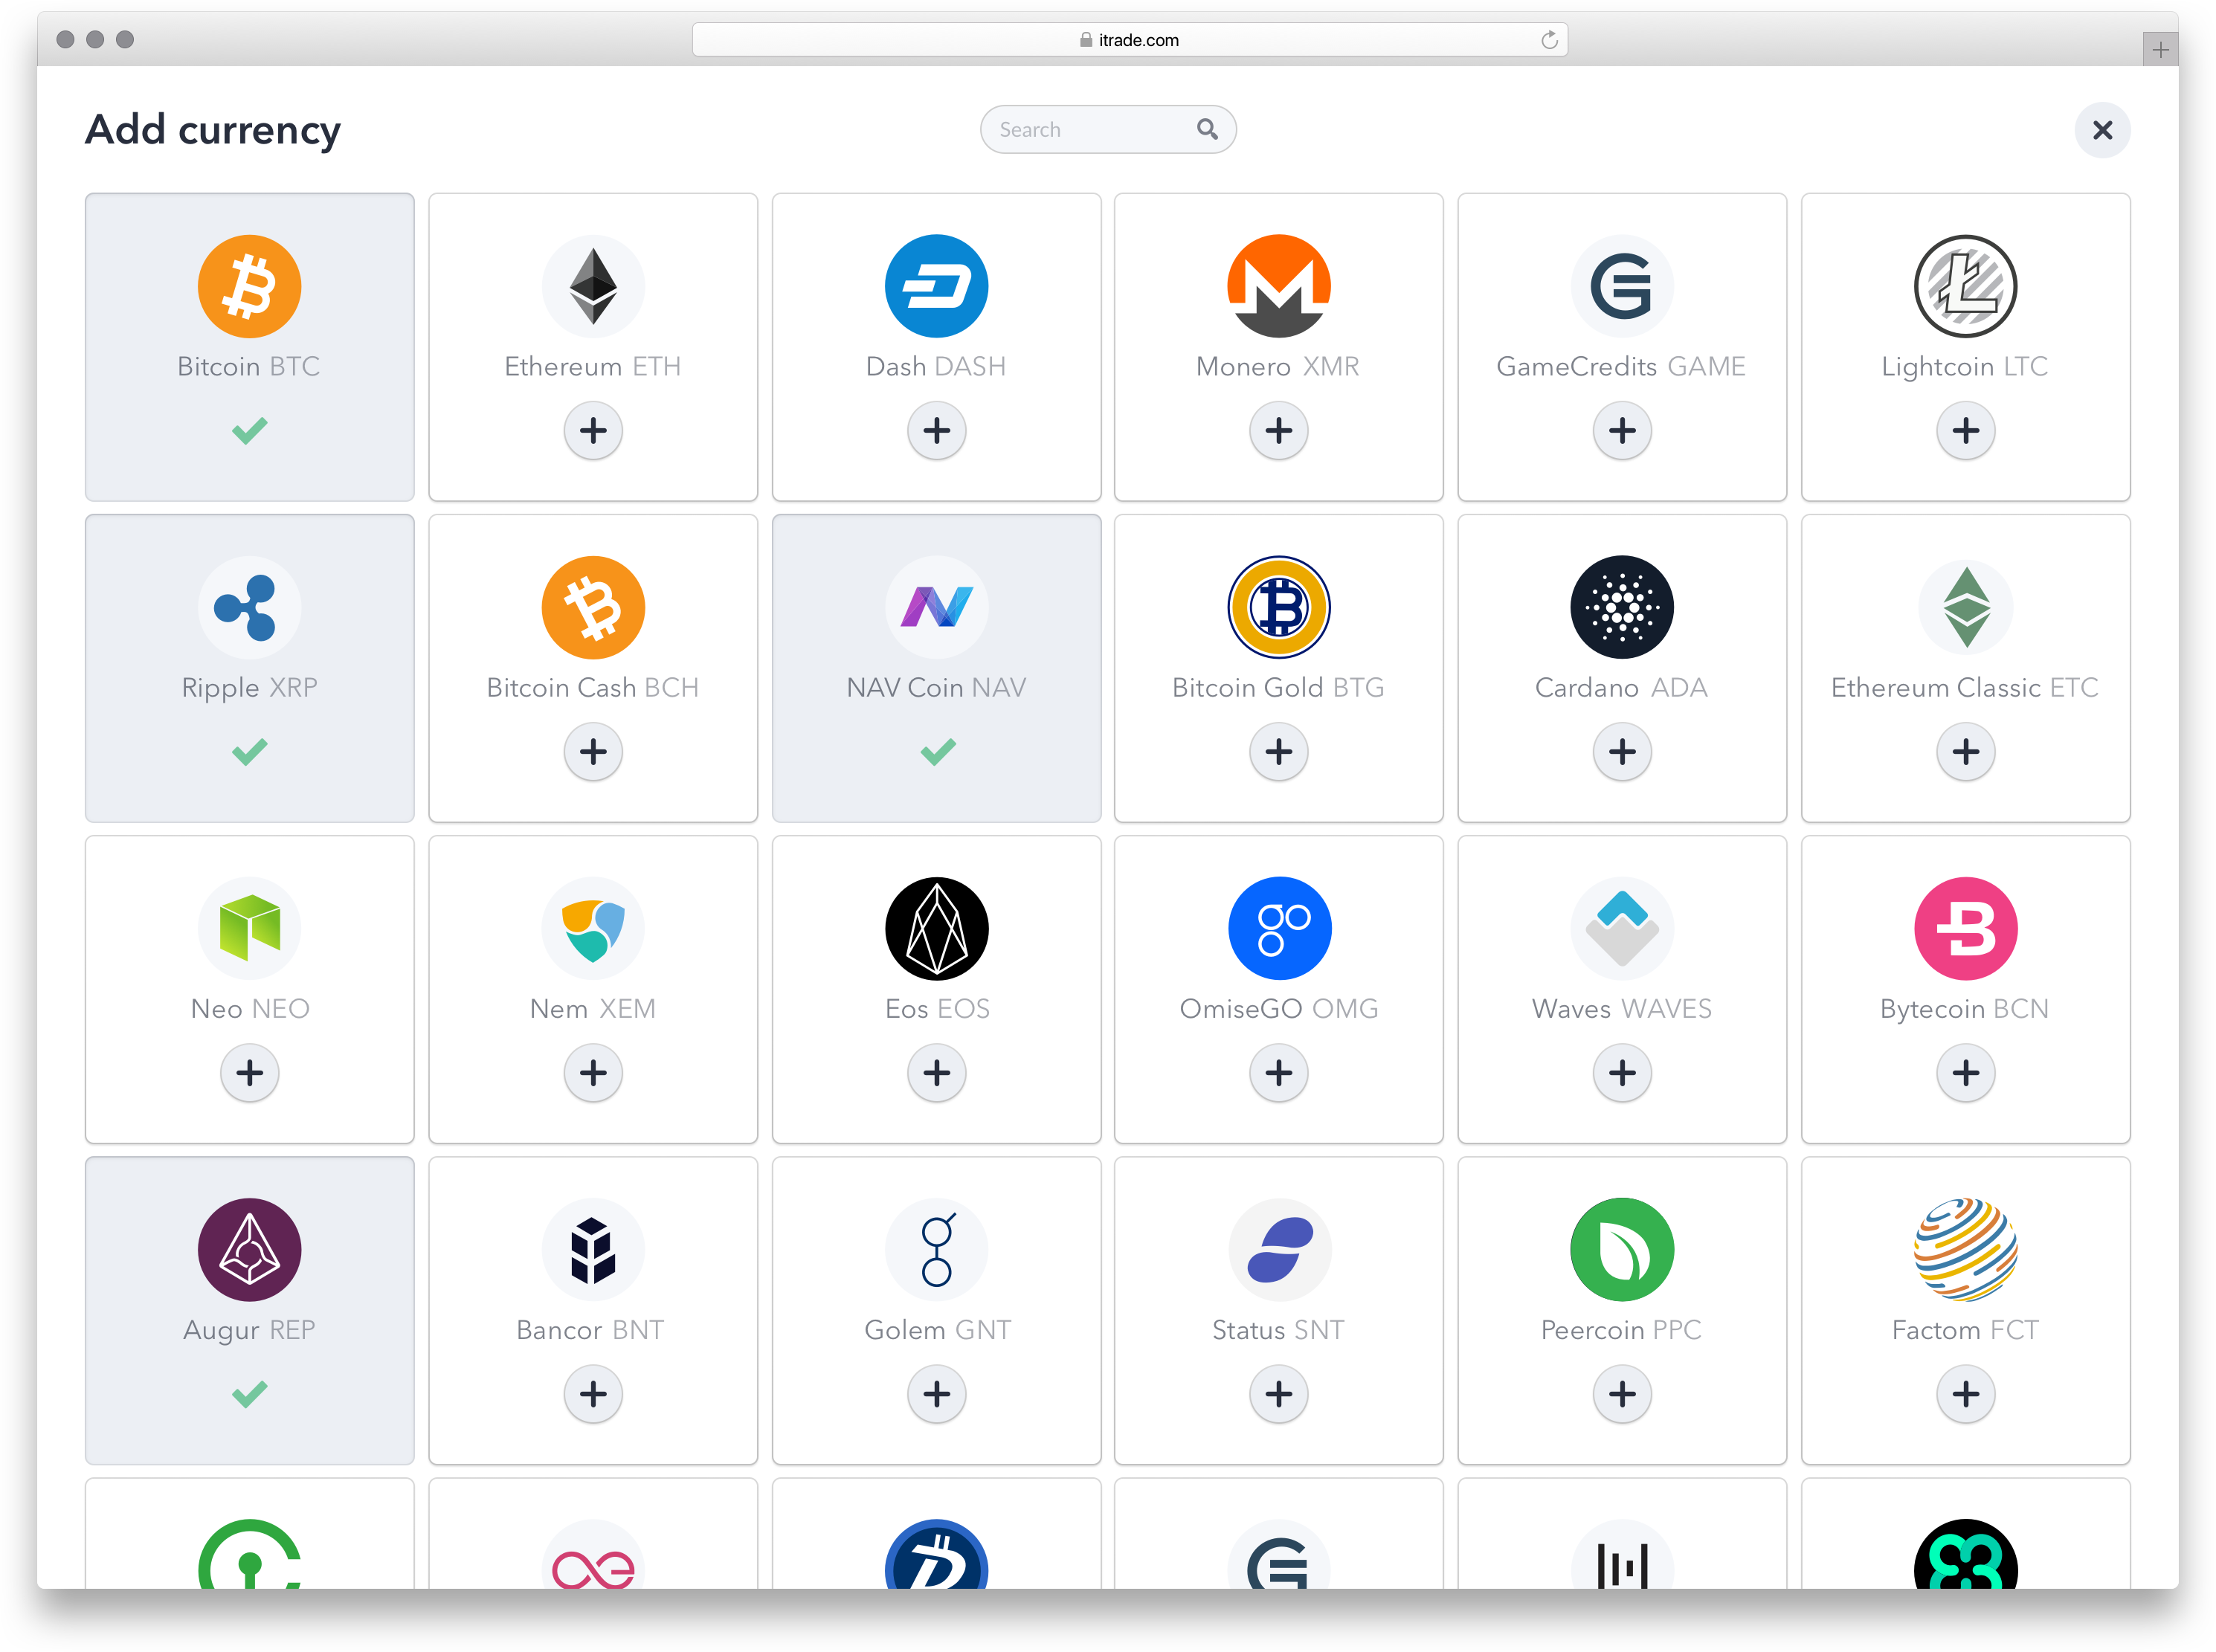 itrade.com
Add currency
Search
Bitcoin BTC
Ethereum ETH
Dash DASH
Monero XMR
GameCredits GAME
Lightcoin LTC
Ripple XRP
Bitcoin Cash BCH
NAV Coin NAV
Bitcoin Gold BTG
Cardano ADA
Ethereum Classic ETC
Neo NEO
Nem XEM
Eos EOS
OmiseGO OMG
Waves WAVES
Bytecoin BCN
Augur REP
Bancor BNT
Golem GNT
Status SNT
Peercoin PPC
Factom FCT